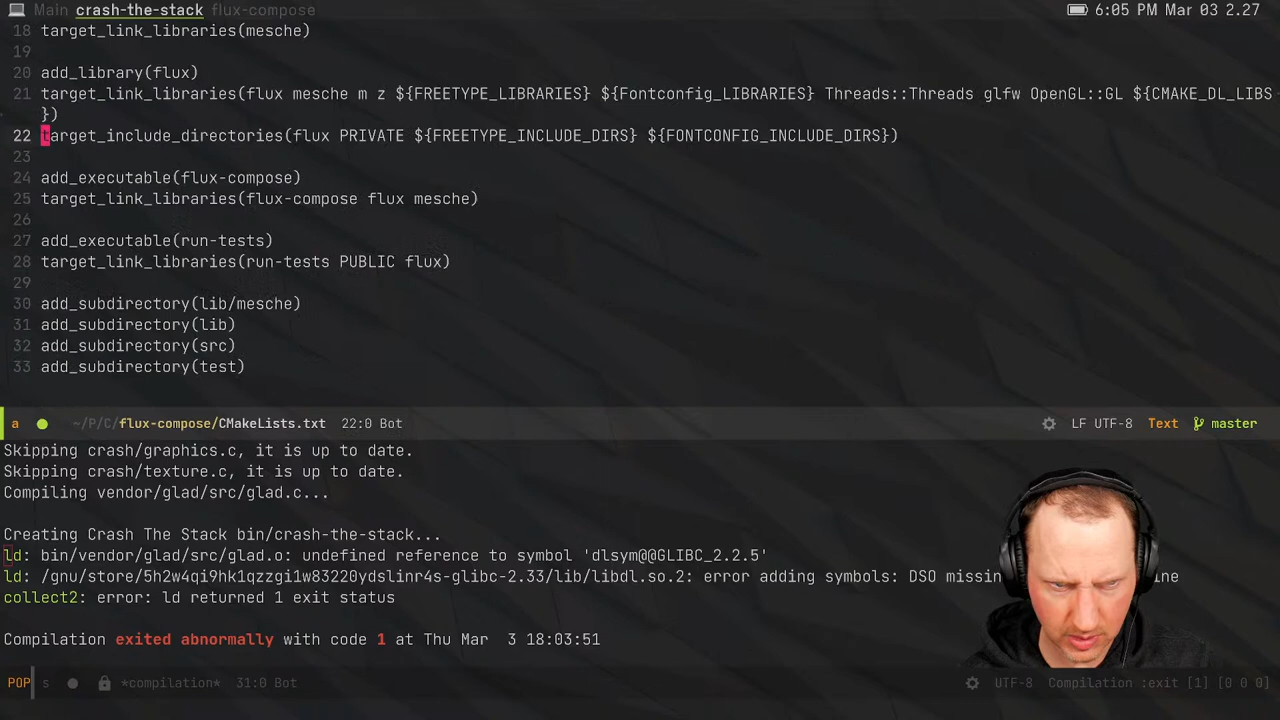 Main crash-the-stack flux-compose 6:05 PM Mar 03 2.27
18 target_link_libraries(mesche)
19
20 add_library(flux)
21 target_link_libraries(flux mesche m z ${FREETYPE_LIBRARIES} ${Fontconfig_LIBRARIES} Threads::Threads glfw OpenGL::GL ${CMAKE_DL_LIBS
})
22 target_include_directories(flux PRIVATE ${FREETYPE_INCLUDE_DIRS} ${FONTCONFIG_INCLUDE_DIRS})
23
24 add_executable(flux-compose)
25 target_link_libraries(flux-compose flux mesche)
26
27 add_executable(run-tests)
28 target_link_libraries(run-tests PUBLIC flux)
29
30 add_subdirectory(lib/mesche)
31 add_subdirectory(lib)
32 add_subdirectory(src)
33 add_subdirectory(test)
a ~/P/C/flux-compose/CMakeLists.txt 22:0 Bot LF UTF-8 Text master
Skipping crash/graphics.c, it is up to date.
Skipping crash/texture.c, it is up to date.
Compiling vendor/glad/src/glad.c...
Creating Crash The Stack bin/crash-the-stack...
ld: bin/vendor/glad/src/glad.o: undefined reference to symbol 'dlsym@@GLIBC_2.2.5'
ld: /gnu/store/5h2w4qi9hk1qzzgi1w83220ydslinr4s-glibc-2.33/lib/libdl.so.2: error adding symbols: DSO
collect2: error: ld returned 1 exit status
Compilation exited abnormally with code 1 at Thu Mar  3 18:03:51
POP s *compilation* 31:0 Bot UTF-8 Compilation :exit [1] [0 0 0]